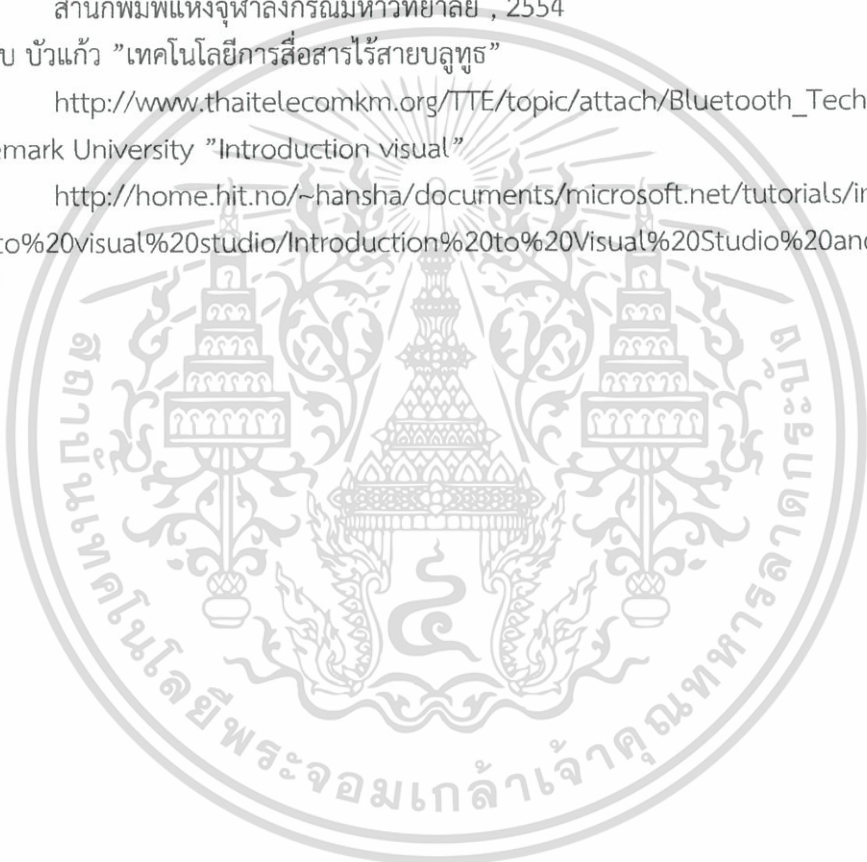 สำนักพิมพ์แห่งจุฬาลงกรณ์มหาวิทยาลัย , 2554
บ บัวแก้ว ”เทคโนโลยีการสื่อสารไร้สายบลูทูธ”
http://www.thaitelecomkm.org/TTE/topic/attach/Bluetooth_Tech
emark University ”Introduction visual”
http://home.hit.no/~hansha/documents/microsoft.net/tutorials/in
to%20visual%20studio/Introduction%20to%20Visual%20Studio%20and
สถาบันเทคโนโลยีพระจอมเกล้าเจ้าคุณทหารลาดกระบัง